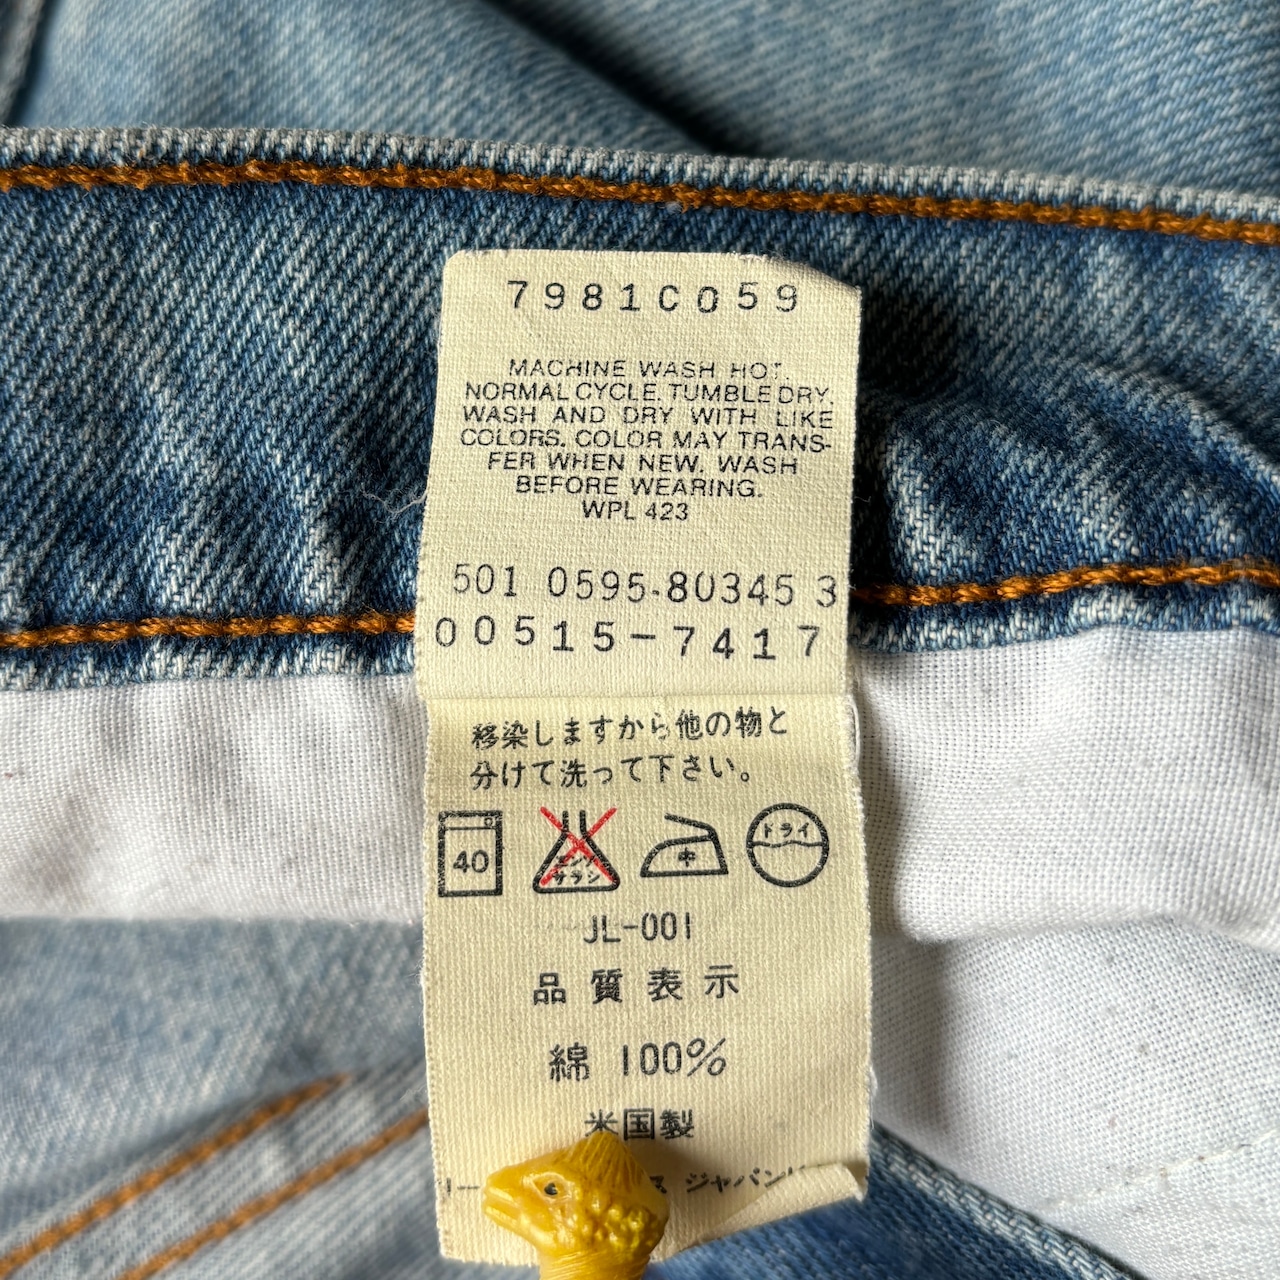 7981C059
MACHINE WASH HOT.
NORMAL CYCLE. TUMBLE DRY.
WASH AND DRY WITH LIKE
COLORS. COLOR MAY TRANS-
FER WHEN NEW. WASH
BEFORE WEARING.
WPL 423
501 0595-80345 3
00515-7417
移染しますから他の物と
分けて洗って下さい。
40
サラシ
中
ドライ
JL-001
品質表示
綿 100%
米国製
ジャパン